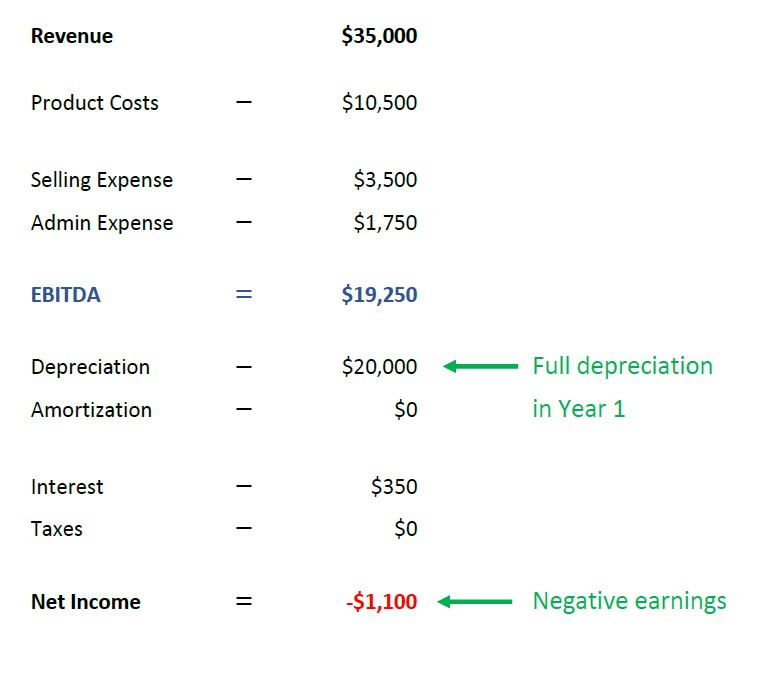 Revenue $35,000
Product Costs – $10,500
Selling Expense – $3,500
Admin Expense – $1,750
EBITDA = $19,250
Depreciation – $20,000 Full depreciation
Amortization – $0 in Year 1
Interest – $350
Taxes – $0
Net Income = -$1,100 Negative earnings